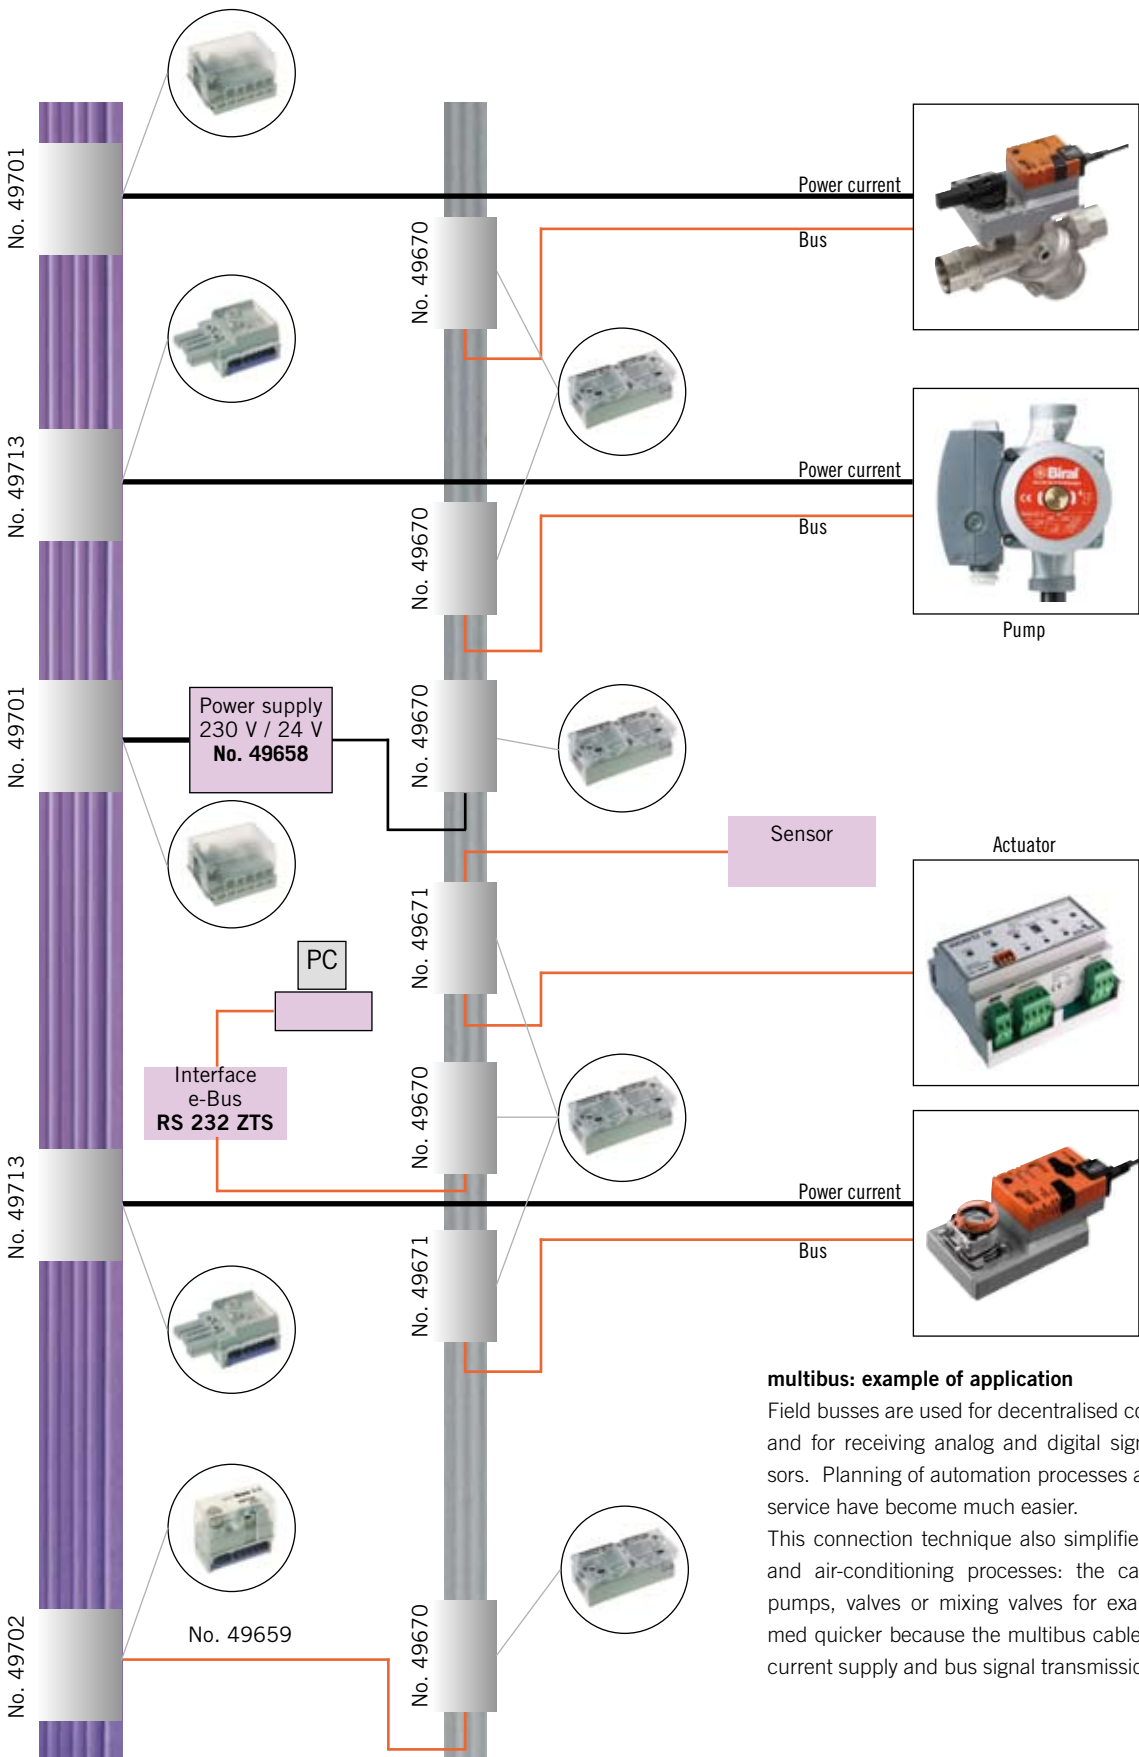 No. 49701
Power current
Bus
No. 49670
No. 49713
Power current
Biral
Bus
No. 49670
Pump
No. 49701
Power supply
230 V / 24 V
No. 49658
No. 49670
Sensor
Actuator
No. 49671
PC
Interface
e-Bus
RS 232 ZTS
No. 49670
No. 49713
Power current
Bus
No. 49671
multibus: example of application
Field busses are used for decentralised co
and for receiving analog and digital sign
sors. Planning of automation processes a
service have become much easier.
This connection technique also simplifie
and air-conditioning processes: the ca
pumps, valves or mixing valves for exa
med quicker because the multibus cable
current supply and bus signal transmissio
No. 49702
No. 49659
No. 49670